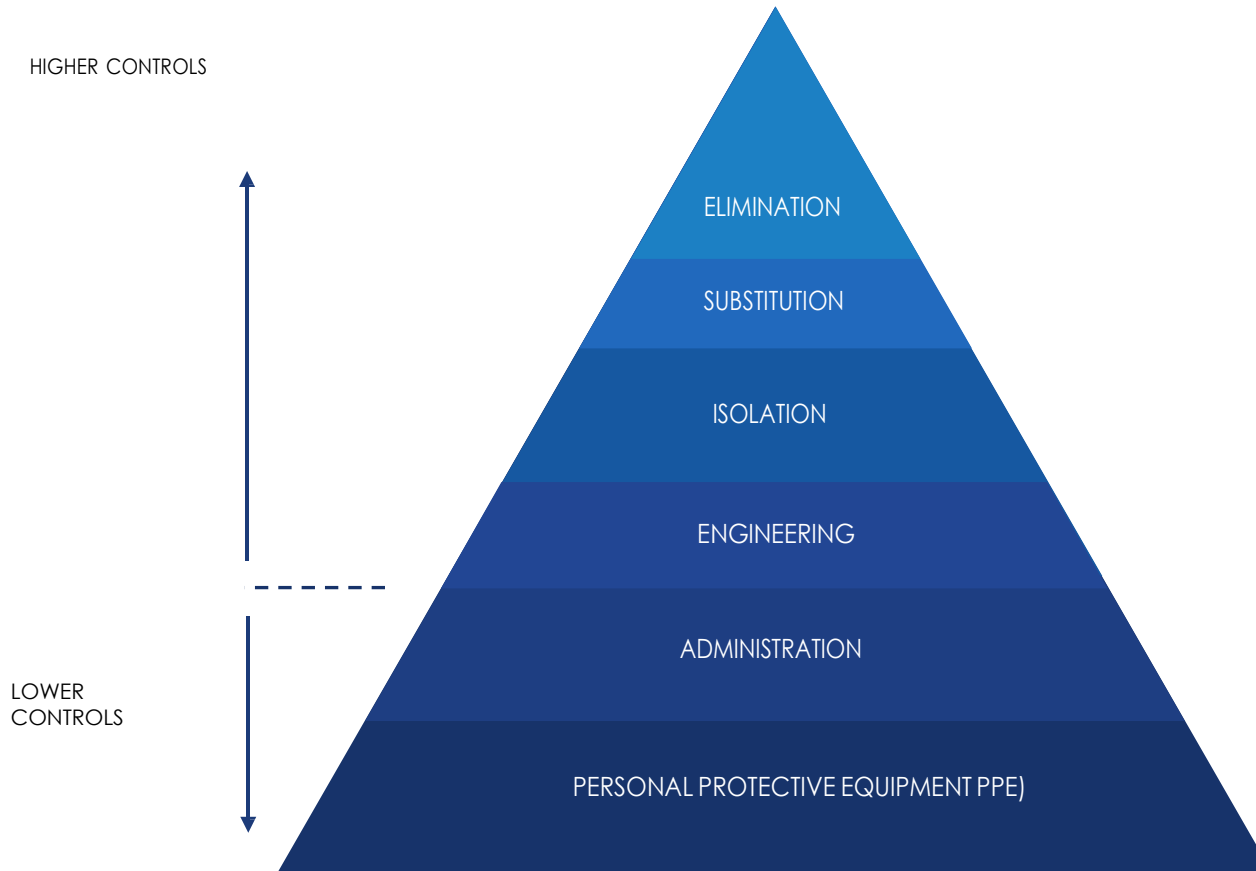 HIGHER CONTROLS
ELIMINATION
SUBSTITUTION
ISOLATION
ENGINEERING
ADMINISTRATION
LOWER
CONTROLS
PERSONAL PROTECTIVE EQUIPMENT PPE)